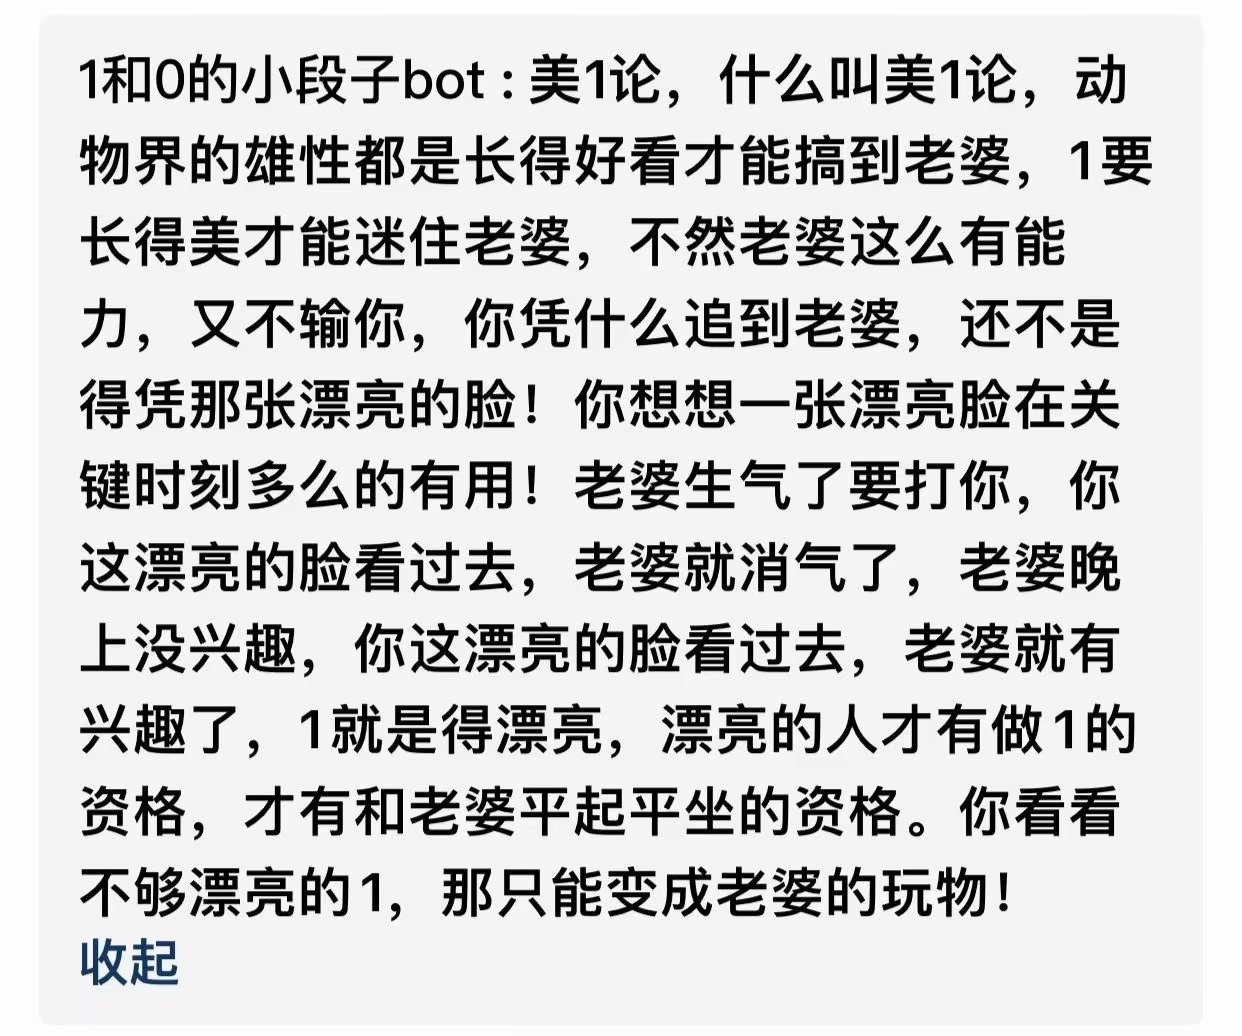 1和0的小段子bot : 美1论，什么叫美1论，动
物界的雄性都是长得好看才能搞到老婆，1要
长得美才能迷住老婆，不然老婆这么有能
力，又不输你，你凭什么追到老婆，还不是
得凭那张漂亮的脸！你想想一张漂亮脸在关
键时刻多么的有用！老婆生气了要打你，你
这漂亮的脸看过去，老婆就消气了，老婆晚
上没兴趣，你这漂亮的脸看过去，老婆就有
兴趣了，1就是得漂亮，漂亮的人才有做1的
资格，才有和老婆平起平坐的资格。你看看
不够漂亮的1，那只能变成老婆的玩物！
收起